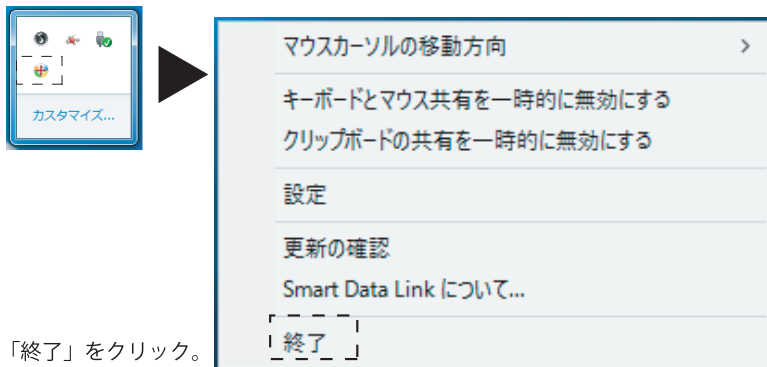 カスタマイズ...
マウスカーソルの移動方向
キーボードとマウス共有を一時的に無効にする
クリップボードの共有を一時的に無効にする
設定
更新の確認
Smart Data Link について...
終了
「終了」をクリック。